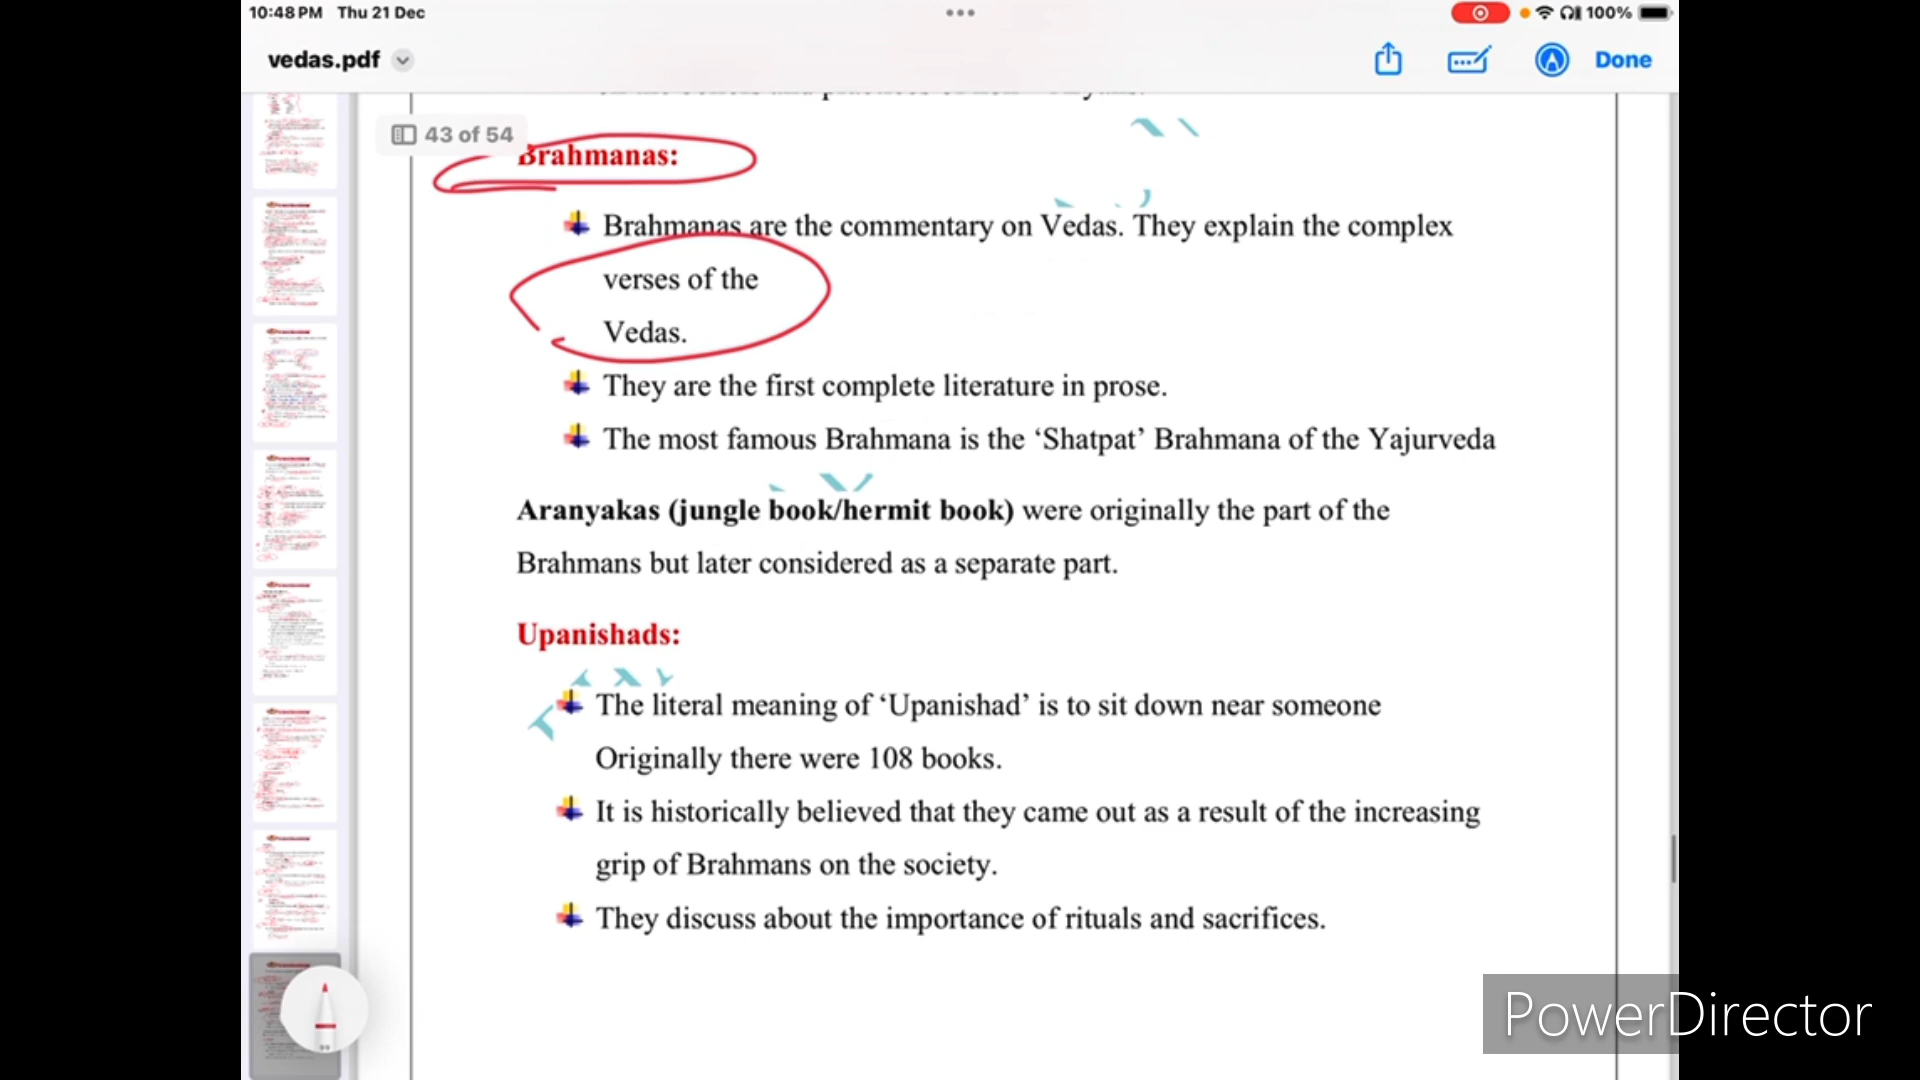 10:48 PM Thu 21 Dec
100%
vedas.pdf
Done
43 of 54
Brahmanas:
Brahmanas are the commentary on Vedas. They explain the complex
verses of the
Vedas.
They are the first complete literature in prose.
The most famous Brahmana is the ‘Shatpat’ Brahmana of the Yajurveda
Aranyakas (jungle book/hermit book) were originally the part of the
Brahmans but later considered as a separate part.
Upanishads:
The literal meaning of ‘Upanishad’ is to sit down near someone
Originally there were 108 books.
It is historically believed that they came out as a result of the increasing
grip of Brahmans on the society.
They discuss about the importance of rituals and sacrifices.
PowerDirector